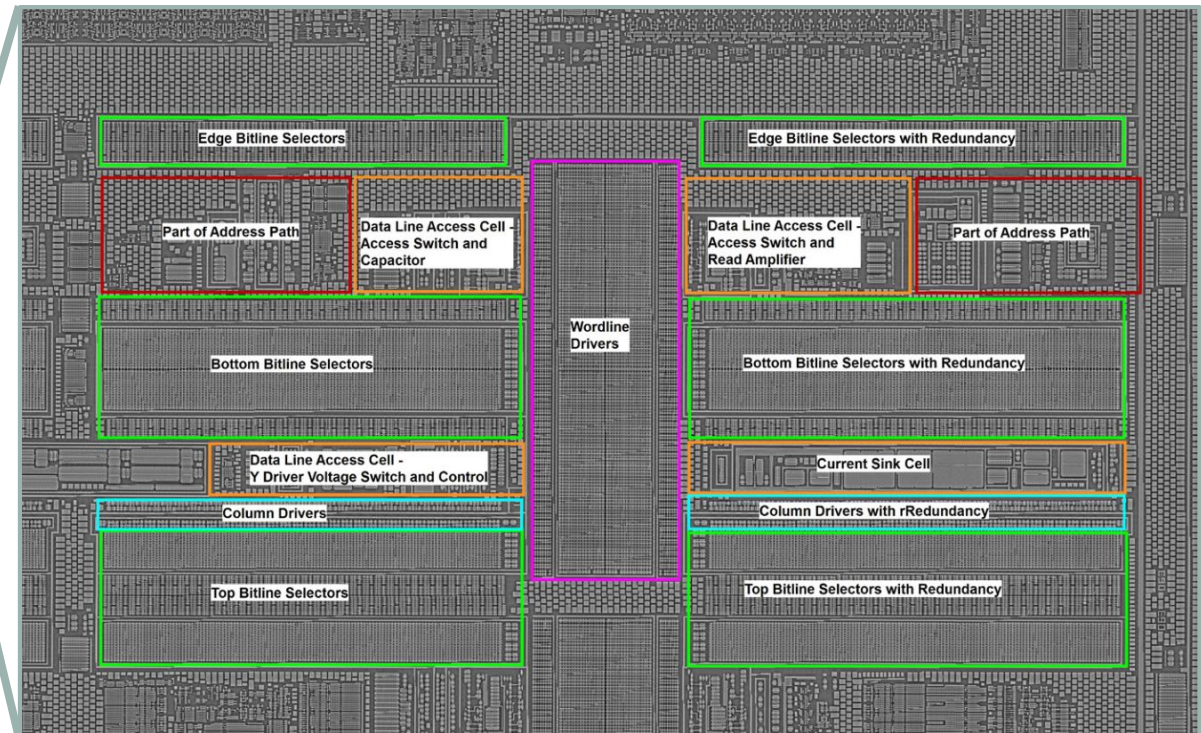 Edge Bitline Selectors
Edge Bitline Selectors with Redundancy
Part of Address Path
Data Line Access Cell -
Access Switch and
Capacitor
Data Line Access Cell -
Access Switch and
Read Amplifier
Part of Address Path
Wordline
Drivers
Bottom Bitline Selectors
Bottom Bitline Selectors with Redundancy
Data Line Access Cell -
Y Driver Voltage Switch and Control
Current Sink Cell
Column Drivers
Column Drivers with rRedundancy
Top Bitline Selectors
Top Bitline Selectors with Redundancy